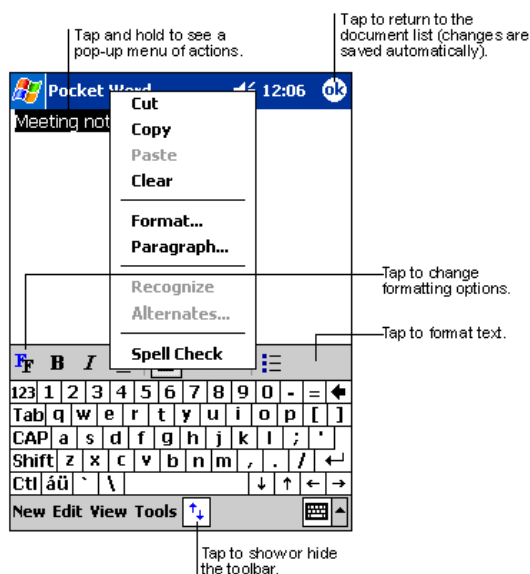 Tap and hold to see a
pop-up menu of actions.
Tap to return to the
document list (changes are
saved automatically).
Pocket Word 12:06 ok
Meeting not
Cut
Copy
Paste
Clear
Format...
Paragraph...
Recognize
Alternates...
Spell Check
Tap to change
formatting options.
Tap to format text.
FF B I
123 1 2 3 4 5 6 7 8 9 0 - =
Tab q w e r t y u i o p [ ]
CAP a s d f g h j k l ; '
Shift z x c v b n m , . /
Ctl áü ` \
New Edit View Tools
Tap to show or hide
the toolbar.